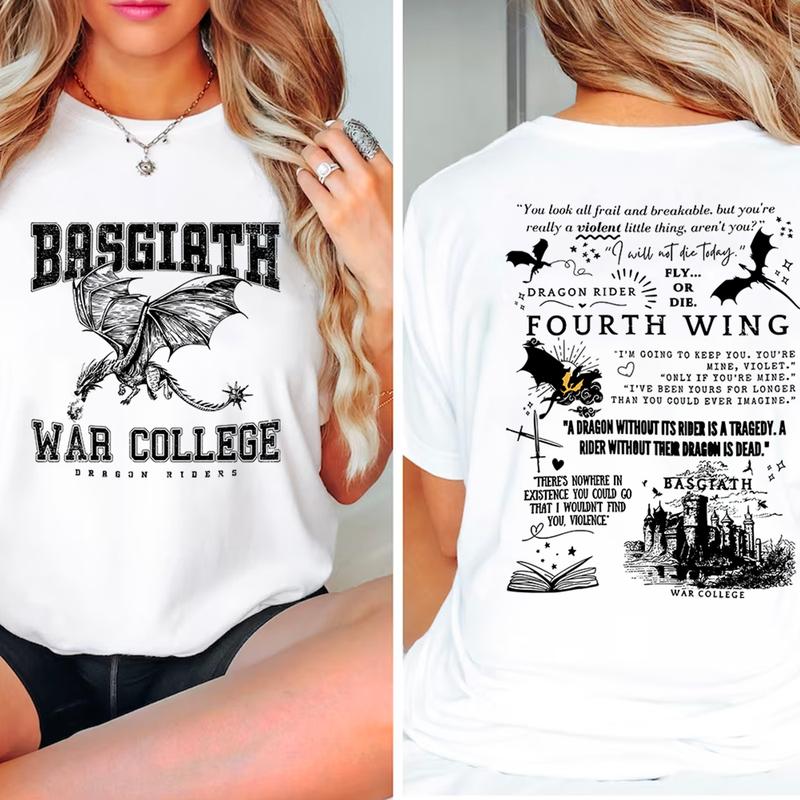 BASGIATH
WAR COLLEGE
DRAGON RIDERS
"You look all frail and breakable. but you're
really a violent little thing, aren't you?"
"I will not die today."
FLY...
OR
DIE.
DRAGON RIDER
FOURTH WING
"I'M GOING TO KEEP YOU. YOU'RE
MINE, VIOLET."
"ONLY IF YOU'RE MINE."
"I'VE BEEN YOURS FOR LONGER
THAN YOU COULD EVER IMAGINE."
"A DRAGON WITHOUT ITS RIDER IS A TRAGEDY. A
RIDER WITHOUT THEIR DRAGON IS DEAD."
"THERE'S NOWHERE IN
EXISTENCE YOU COULD GO
THAT I WOULDN'T FIND
YOU, VIOLENCE"
BASGIATH
WAR COLLEGE